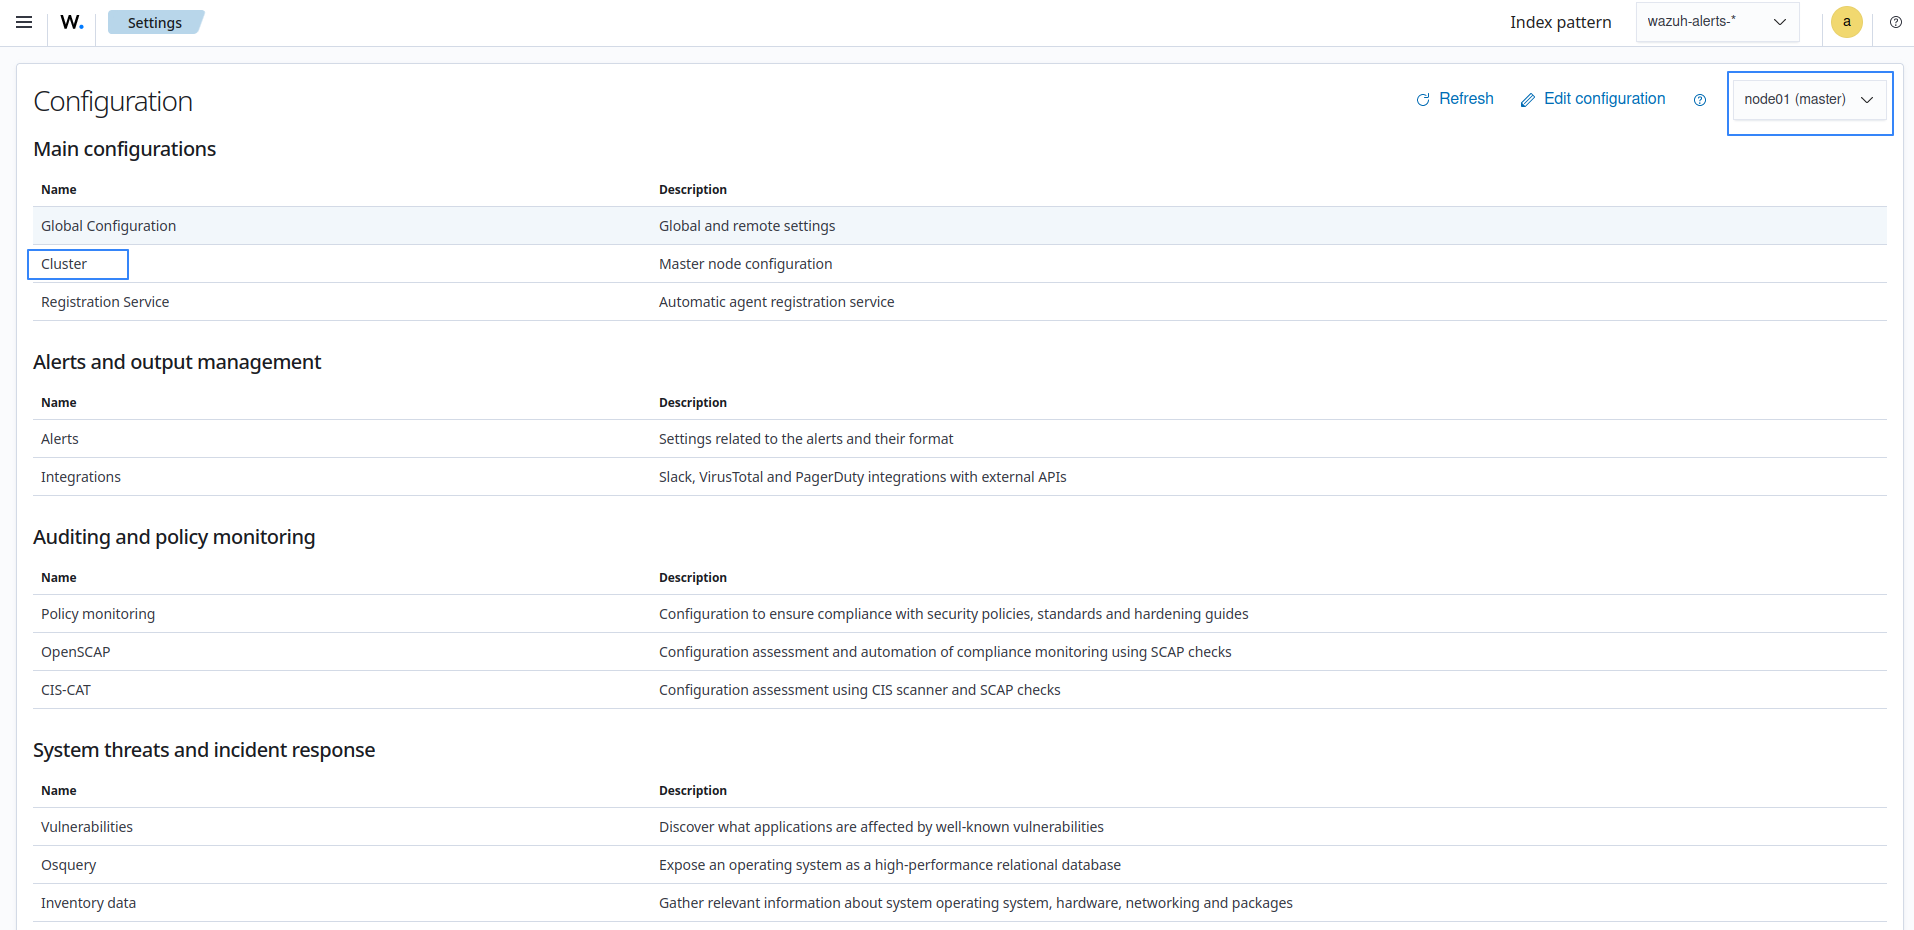 W. Settings Index pattern wazuh-alerts-* a
Configuration Refresh Edit configuration node01 (master)
Main configurations
Name Description
Global Configuration Global and remote settings
Cluster Master node configuration
Registration Service Automatic agent registration service
Alerts and output management
Name Description
Alerts Settings related to the alerts and their format
Integrations Slack, VirusTotal and PagerDuty integrations with external APIs
Auditing and policy monitoring
Name Description
Policy monitoring Configuration to ensure compliance with security policies, standards and hardening guides
OpenSCAP Configuration assessment and automation of compliance monitoring using SCAP checks
CIS-CAT Configuration assessment using CIS scanner and SCAP checks
System threats and incident response
Name Description
Vulnerabilities Discover what applications are affected by well-known vulnerabilities
Osquery Expose an operating system as a high-performance relational database
Inventory data Gather relevant information about system operating system, hardware, networking and packages